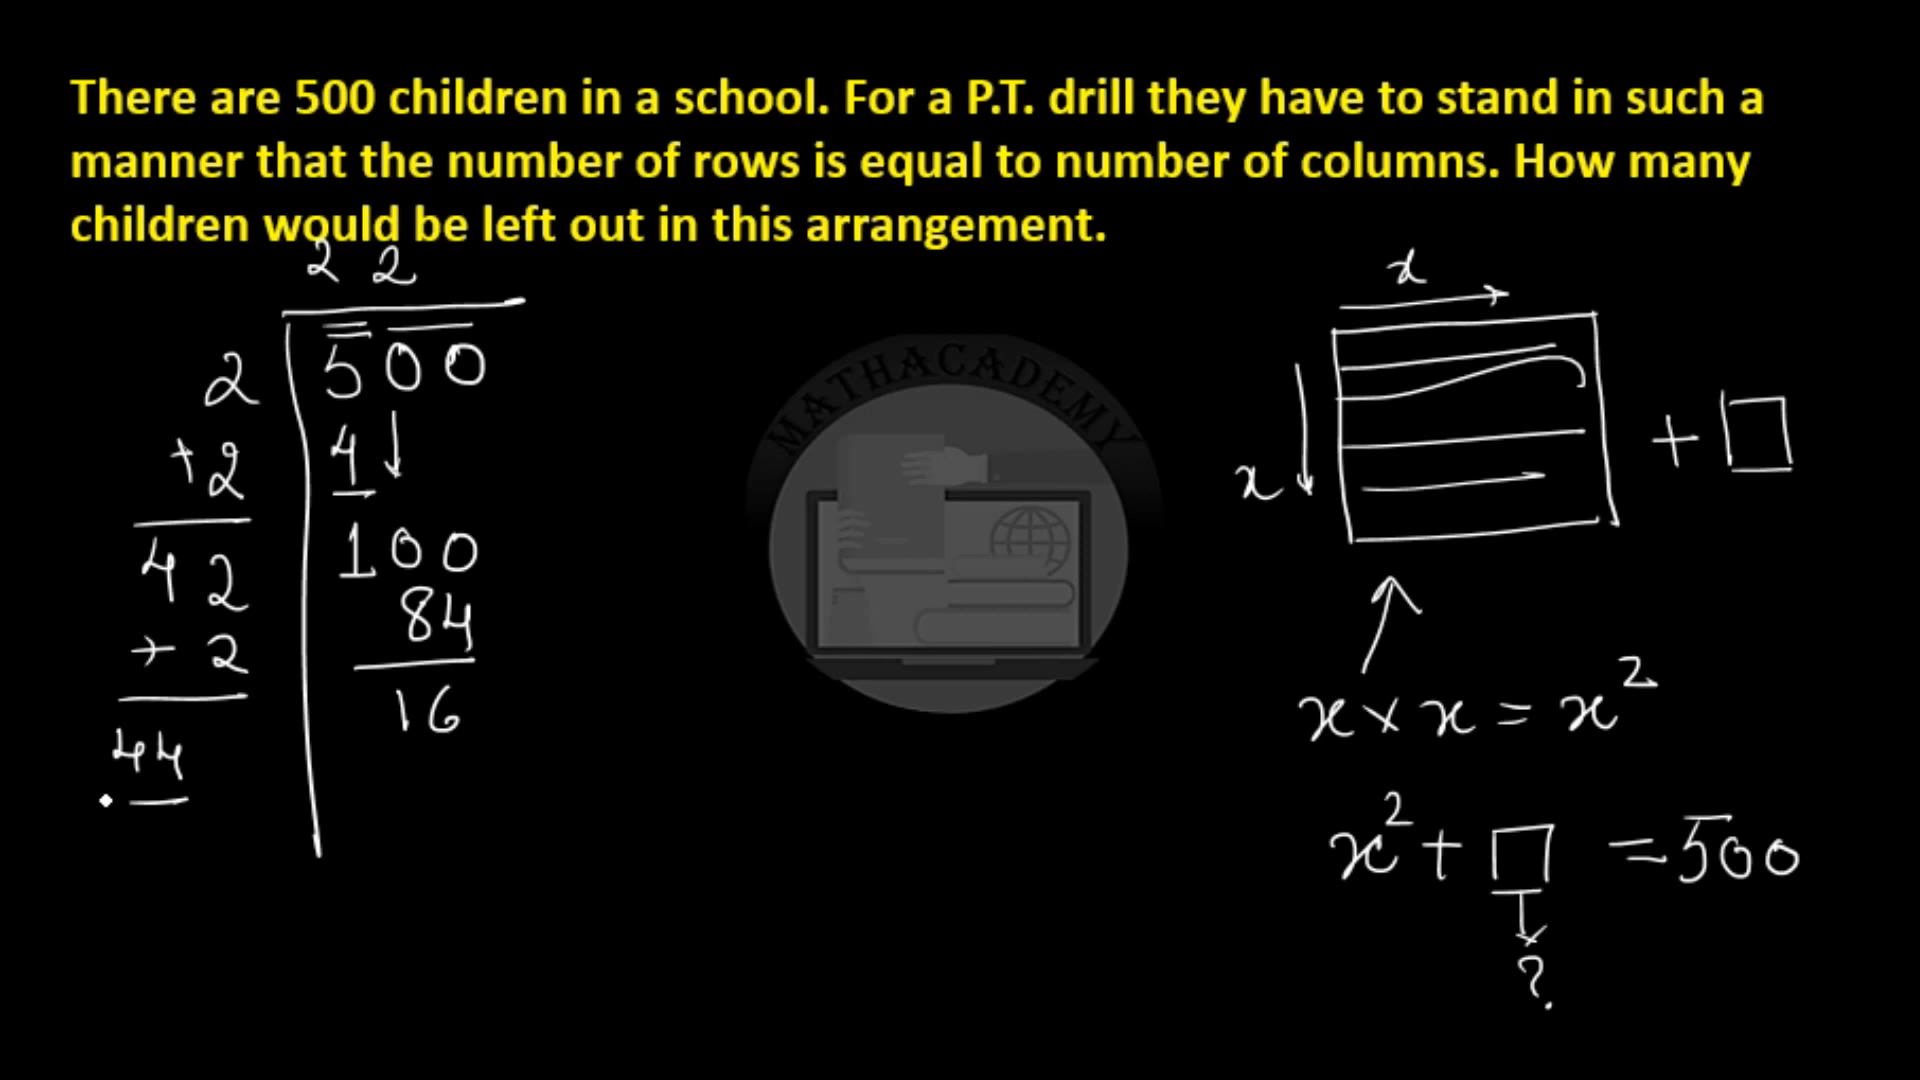 There are 500 children in a school. For a P.T. drill they have to stand in such a
manner that the number of rows is equal to number of columns. How many
children would be left out in this arrangement.
2 2
2 500
+2 4
42 100
+ 2 84
44 16
MATHACADEMY
x
x
+ □
x × x = x²
x² + □ = 500
?